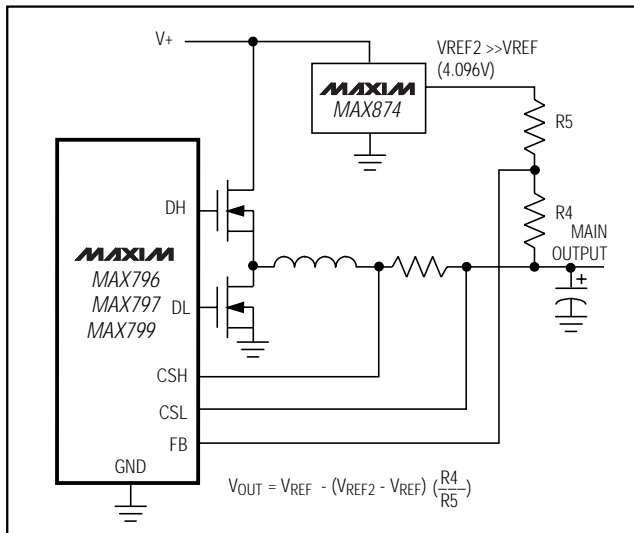 V+
VREF2 >>VREF
(4.096V)
MAXIM
MAX874
R5
R4
MAIN
OUTPUT
+
DH
MAXIM
MAX796
MAX797
MAX799
DL
CSH
CSL
FB
GND
VOUT = VREF - (VREF2 - VREF) (R4/R5)